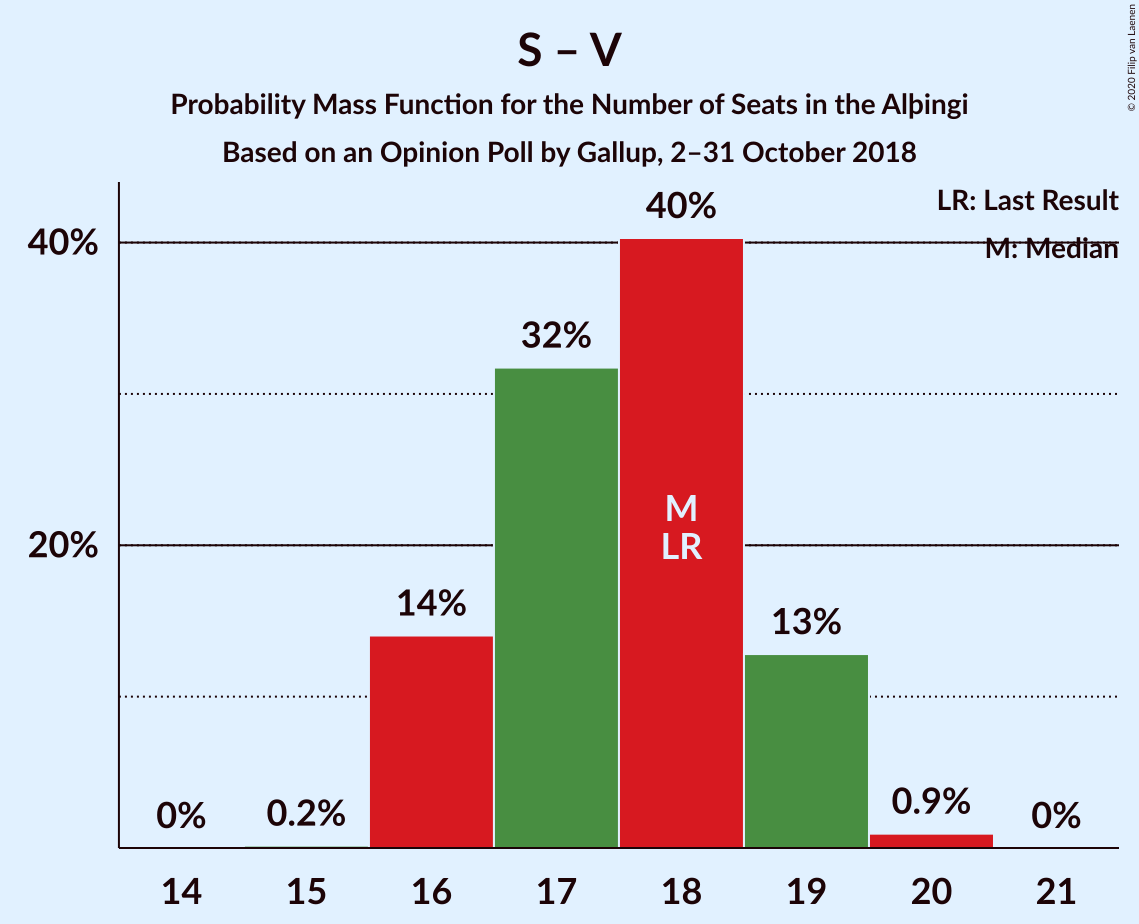 S – V
Probability Mass Function for the Number of Seats in the Alþingi
Based on an Opinion Poll by Gallup, 2–31 October 2018
© 2020 Filip van Laenen
LR: Last Result
M: Median
40%
20%
0%
0.2%
14%
32%
40%
M
LR
13%
0.9%
0%
14 15 16 17 18 19 20 21